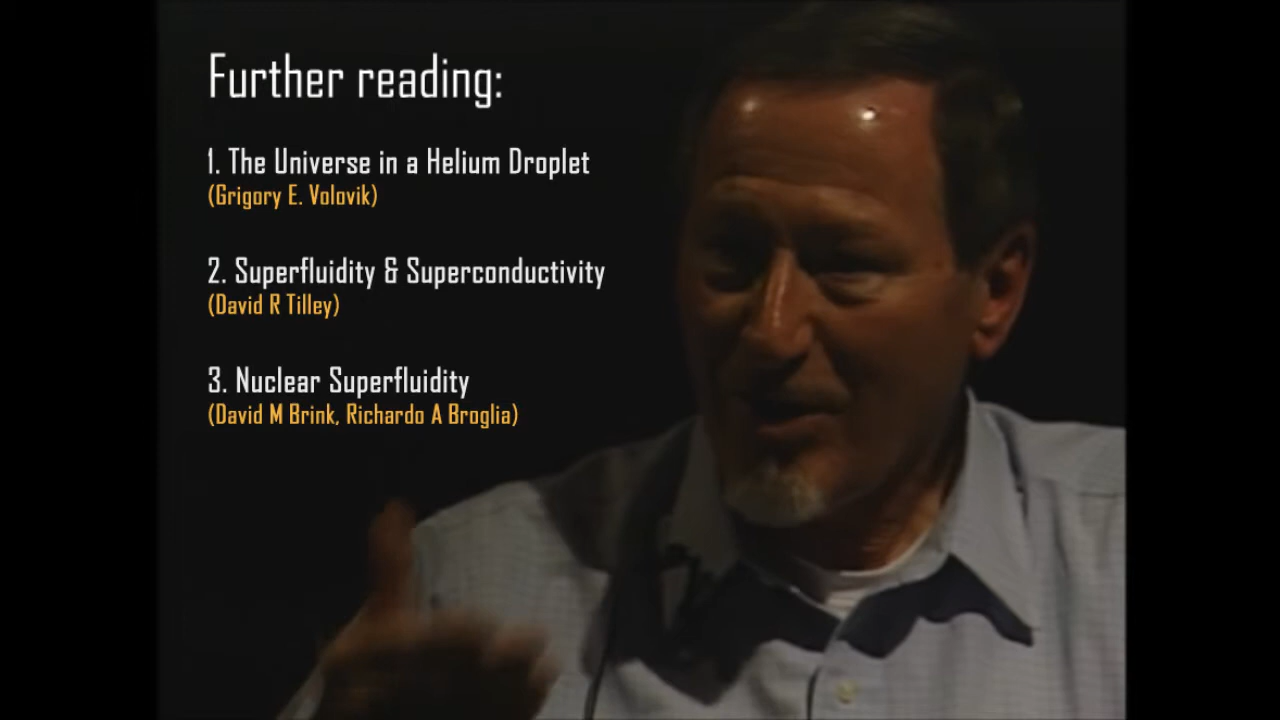 Further reading:
1. The Universe in a Helium Droplet
(Grigory E. Volovik)
2. Superfluidity & Superconductivity
(David R Tilley)
3. Nuclear Superfluidity
(David M Brink, Richardo A Broglia)